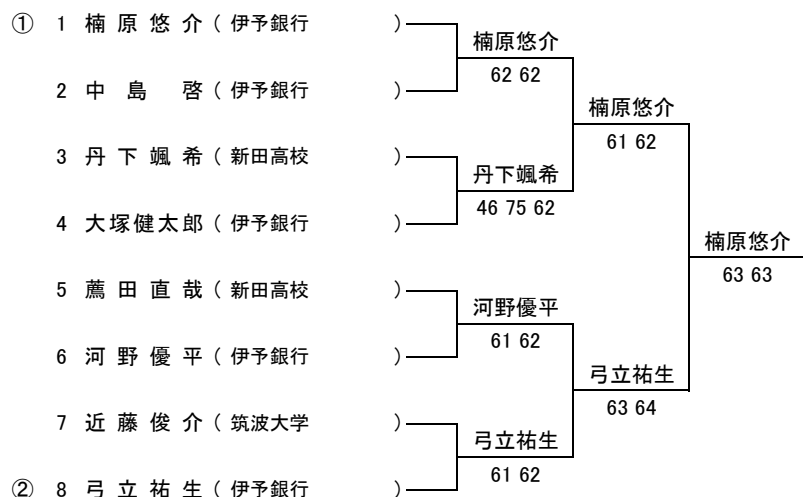 ① 1 楠 原 悠 介 ( 伊予銀行 )
楠原悠介
62 62
2 中 島 啓 ( 伊予銀行 )
楠原悠介
61 62
3 丹 下 颯 希 ( 新田高校 )
丹下颯希
46 75 62
4 大塚健太郎 ( 伊予銀行 )
楠原悠介
63 63
5 薦 田 直 哉 ( 新田高校 )
河野優平
61 62
6 河 野 優 平 ( 伊予銀行 )
弓立祐生
63 64
7 近 藤 俊 介 ( 筑波大学 )
弓立祐生
61 62
② 8 弓 立 祐 生 ( 伊予銀行 )